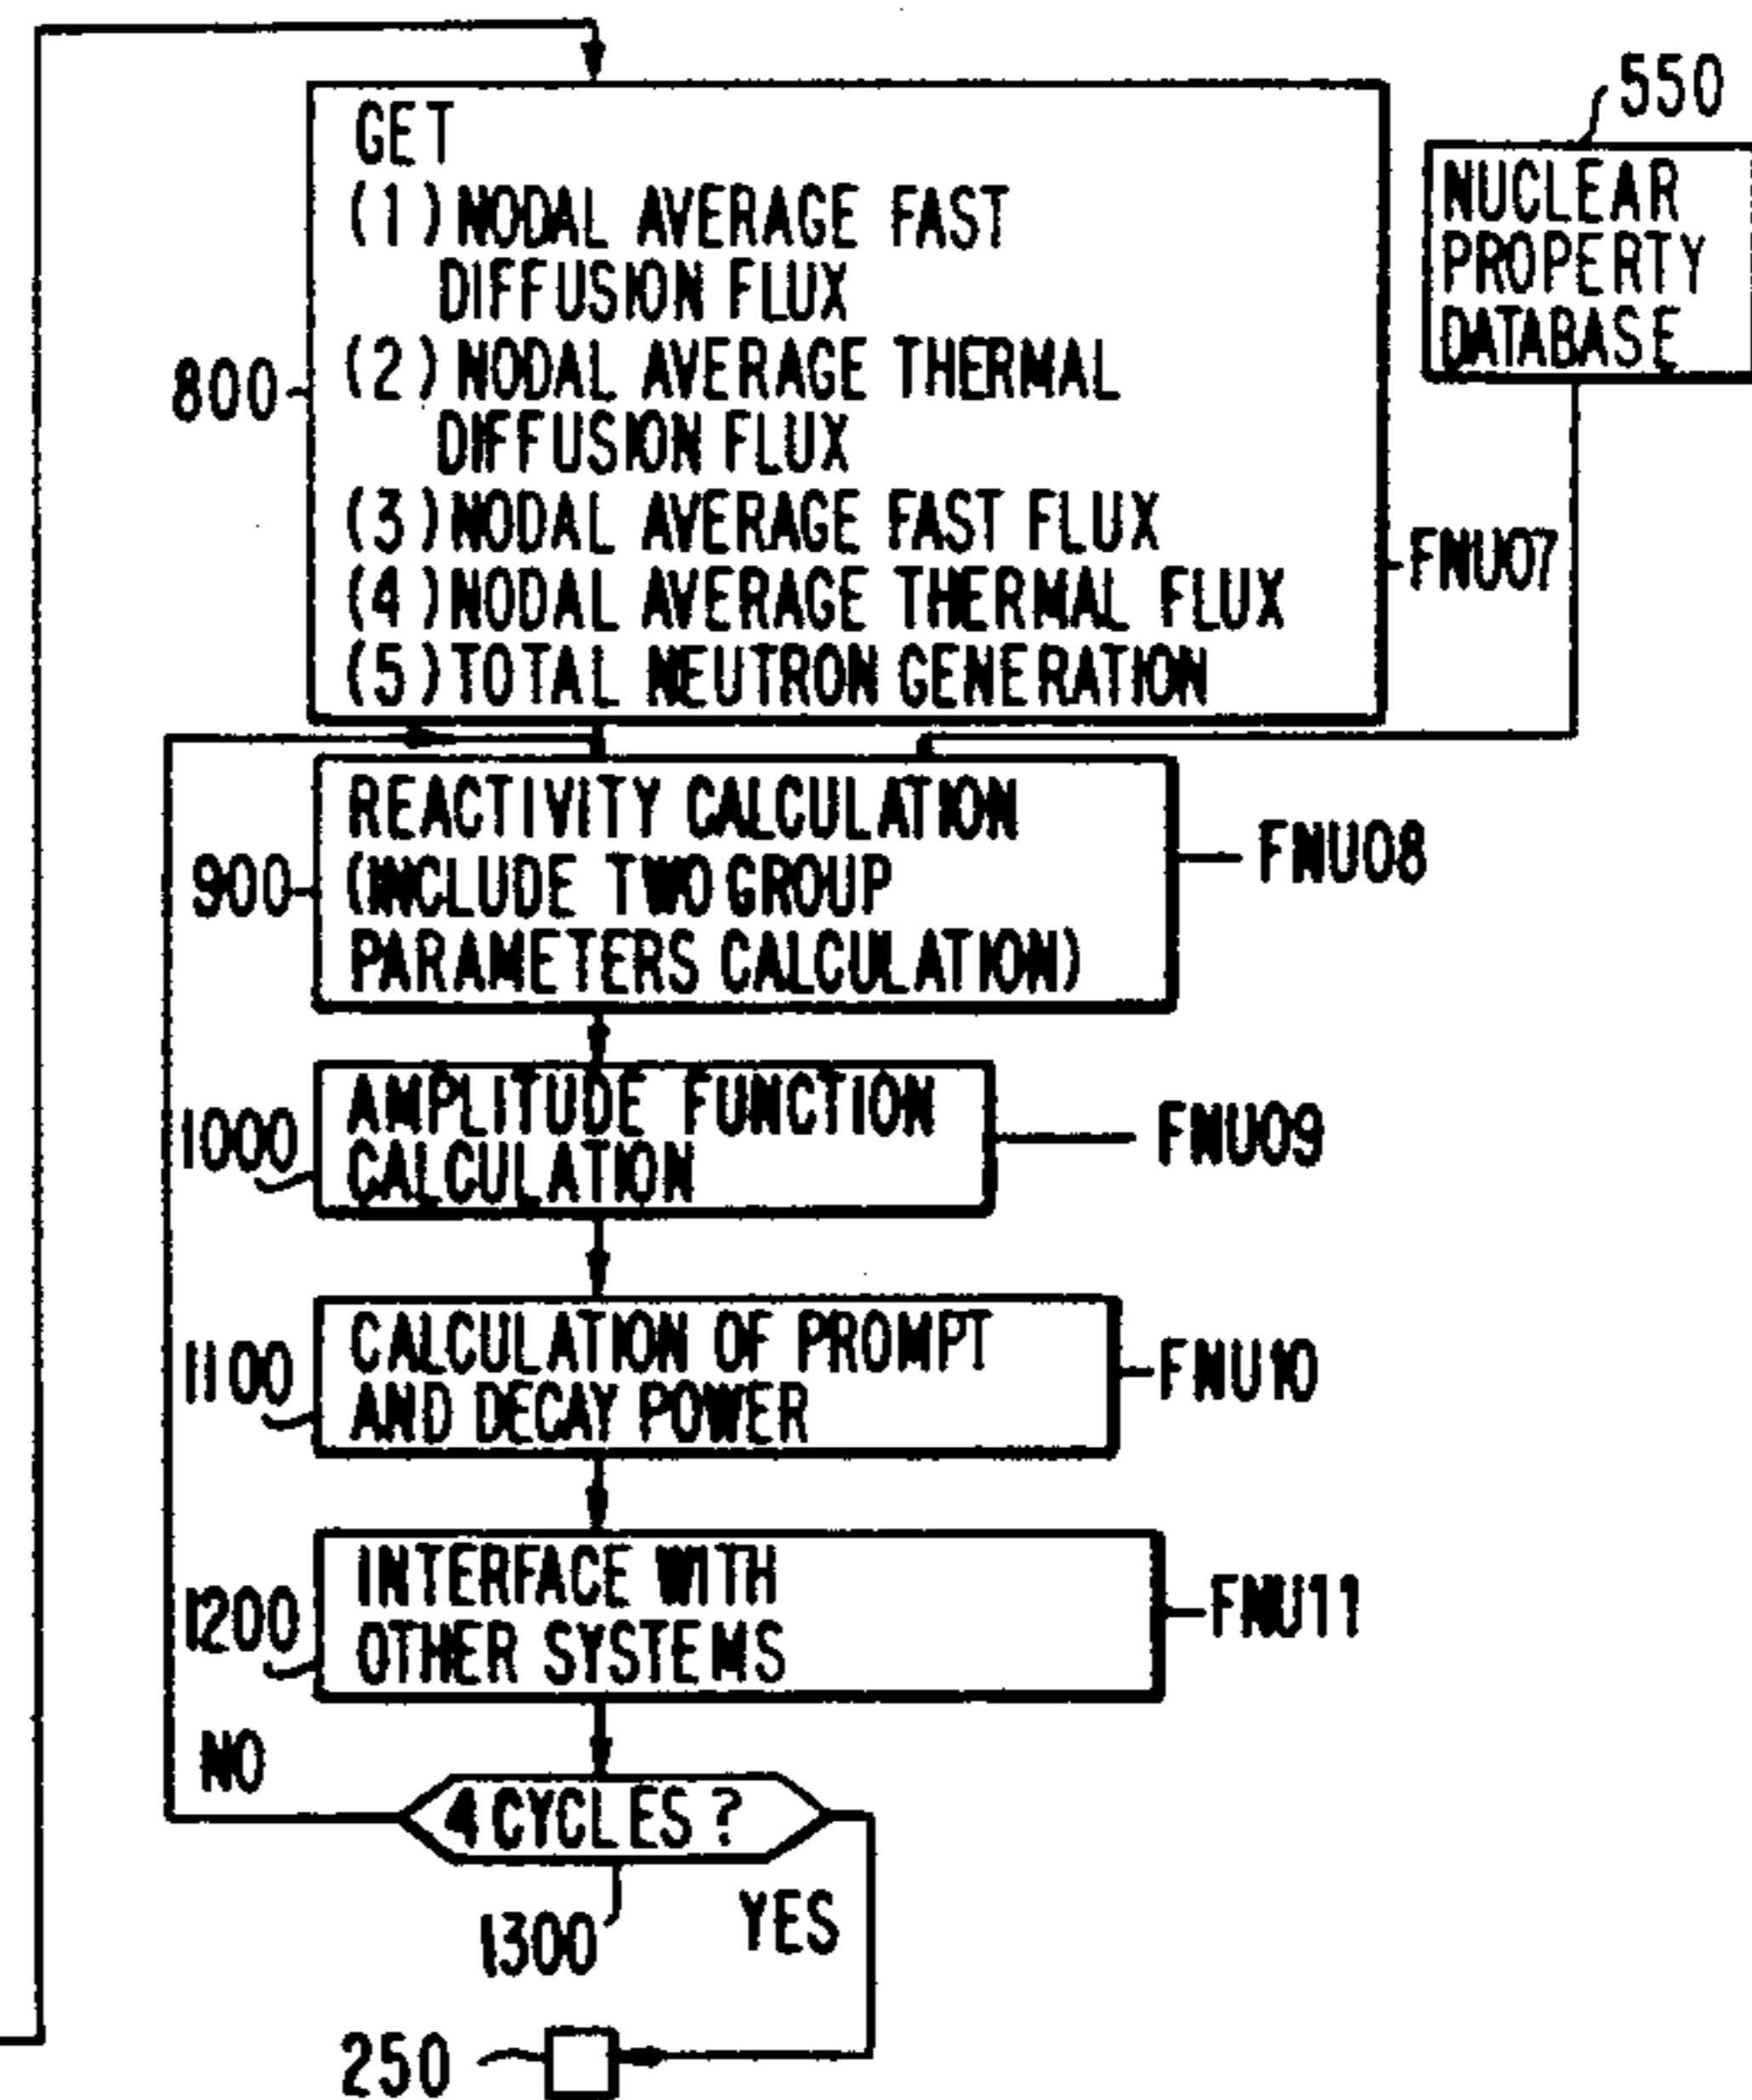 550
GET
(1) NODAL AVERAGE FAST
DIFFUSION FLUX
(2) NODAL AVERAGE THERMAL
DIFFUSION FLUX
(3) NODAL AVERAGE FAST FLUX
(4) NODAL AVERAGE THERMAL FLUX
(5) TOTAL NEUTRON GENERATION
800
FNU07
NUCLEAR
PROPERTY
DATABASE
REACTIVITY CALCULATION
(INCLUDE TWO GROUP
PARAMETERS CALCULATION)
900
FNU08
AMPLITUDE FUNCTION
CALCULATION
1000
FNU09
CALCULATION OF PROMPT
AND DECAY POWER
1100
FNU10
INTERFACE WITH
OTHER SYSTEMS
1200
FNU11
NO
4 CYCLES ?
1300
YES
250